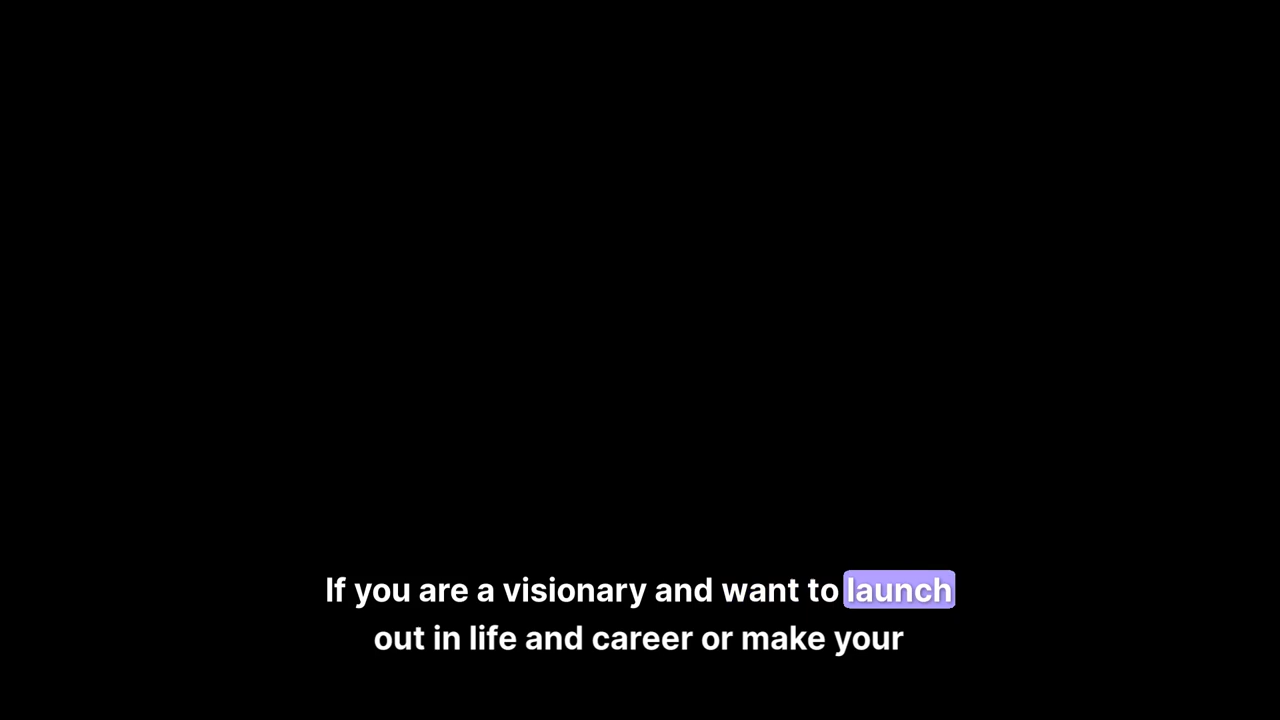 If you are a visionary and want to launch
out in life and career or make your